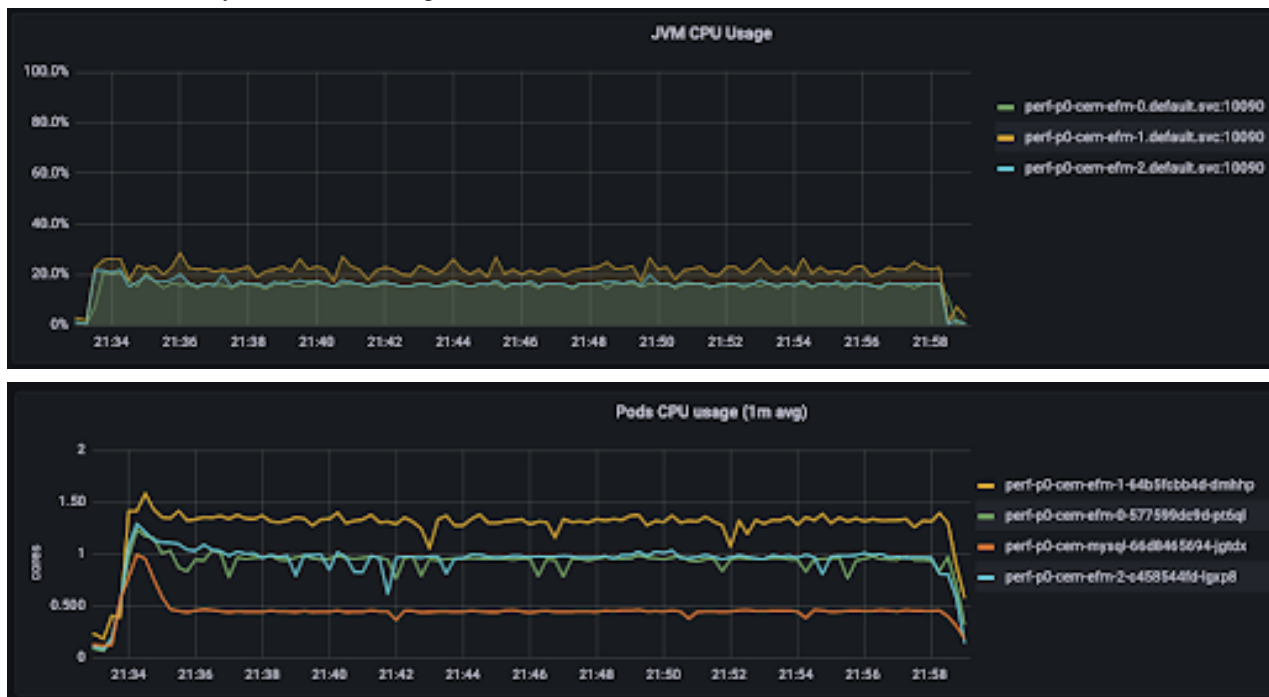 JVM CPU Usage
100.0%
80.0%
60.0%
40.0%
20.0%
0%
21:34 21:36 21:38 21:40 21:42 21:44 21:46 21:48 21:50 21:52 21:54 21:56 21:58
perf-p0-cem-efm-0.default.svc:10090
perf-p0-cem-efm-1.default.svc:10090
perf-p0-cem-efm-2.default.svc:10090
Pods CPU usage (1m avg)
cores
2
1.50
1
0.500
0
21:34 21:36 21:38 21:40 21:42 21:44 21:46 21:48 21:50 21:52 21:54 21:56 21:58
perf-p0-cem-efm-1-64b5fcbb4d-dmhhp
perf-p0-cem-efm-0-577599dc9d-pt6ql
perf-p0-cem-mysql-66d8465694-jgtdx
perf-p0-cem-efm-2-c458544fd-lgxp8